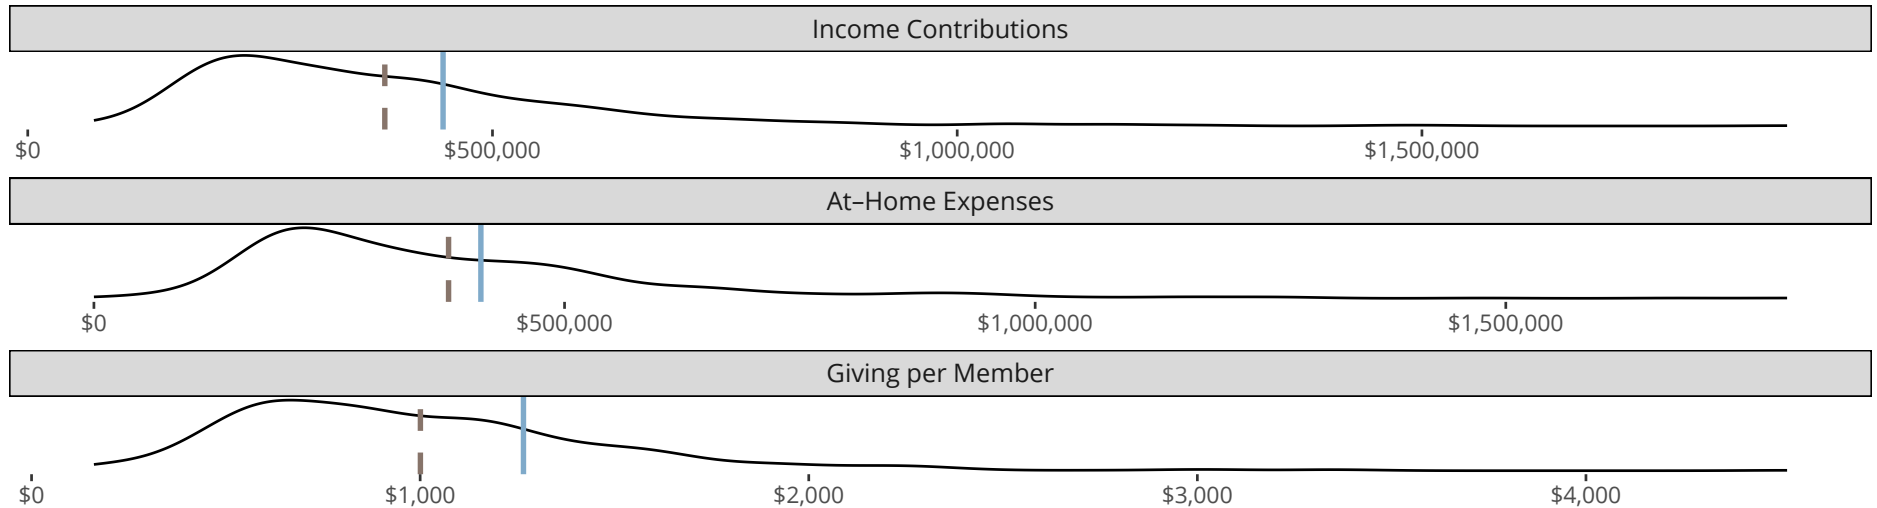 Income Contributions
$0 $500,000 $1,000,000 $1,500,000
At–Home Expenses
$0 $500,000 $1,000,000 $1,500,000
Giving per Member
$0 $1,000 $2,000 $3,000 $4,000